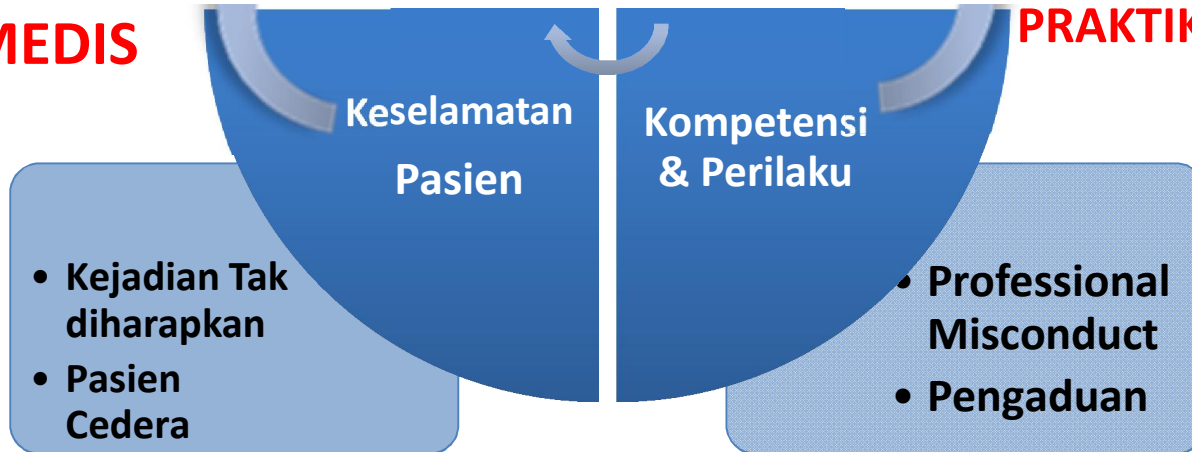 MEDIS
PRAKTIK
Keselamatan
Pasien
Kompetensi
& Perilaku
• Kejadian Tak
diharapkan
• Pasien
Cedera
• Professional
Misconduct
• Pengaduan